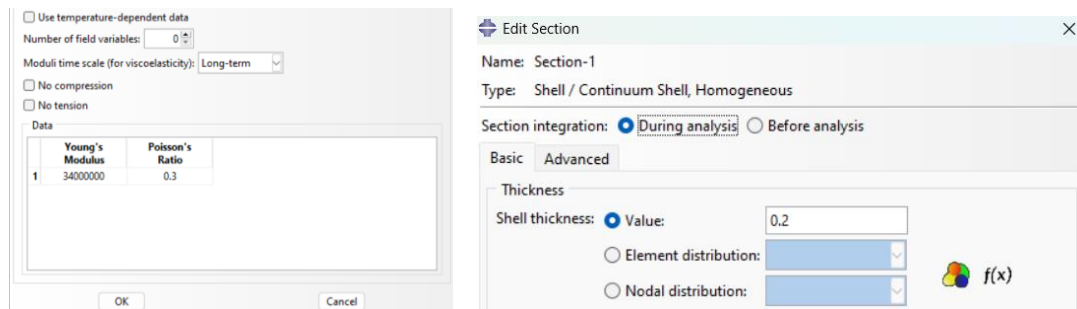 Use temperature-dependent data
Number of field variables: 0
Moduli time scale (for viscoelasticity): Long-term
No compression
No tension
Data
Young's Modulus Poisson's Ratio
1 34000000 0.3
OK Cancel
Edit Section
Name: Section-1
Type: Shell / Continuum Shell, Homogeneous
Section integration: During analysis Before analysis
Basic Advanced
Thickness
Shell thickness: Value: 0.2
Element distribution:
Nodal distribution: f(x)